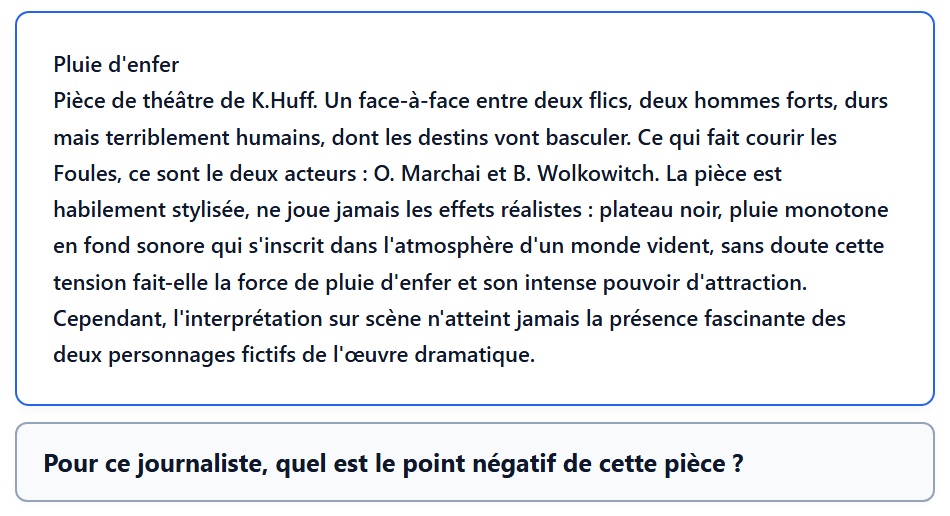 Pluie d'enfer
Pièce de théâtre de K.Huff. Un face-à-face entre deux flics, deux hommes forts, durs
mais terriblement humains, dont les destins vont basculer. Ce qui fait courir les
Foules, ce sont le deux acteurs : O. Marchai et B. Wolkowitch. La pièce est
habilement stylisée, ne joue jamais les effets réalistes : plateau noir, pluie monotone
en fond sonore qui s'inscrit dans l'atmosphère d'un monde vident, sans doute cette
tension fait-elle la force de pluie d'enfer et son intense pouvoir d'attraction.
Cependant, l'interprétation sur scène n'atteint jamais la présence fascinante des
deux personnages fictifs de l'œuvre dramatique.
Pour ce journaliste, quel est le point négatif de cette pièce ?